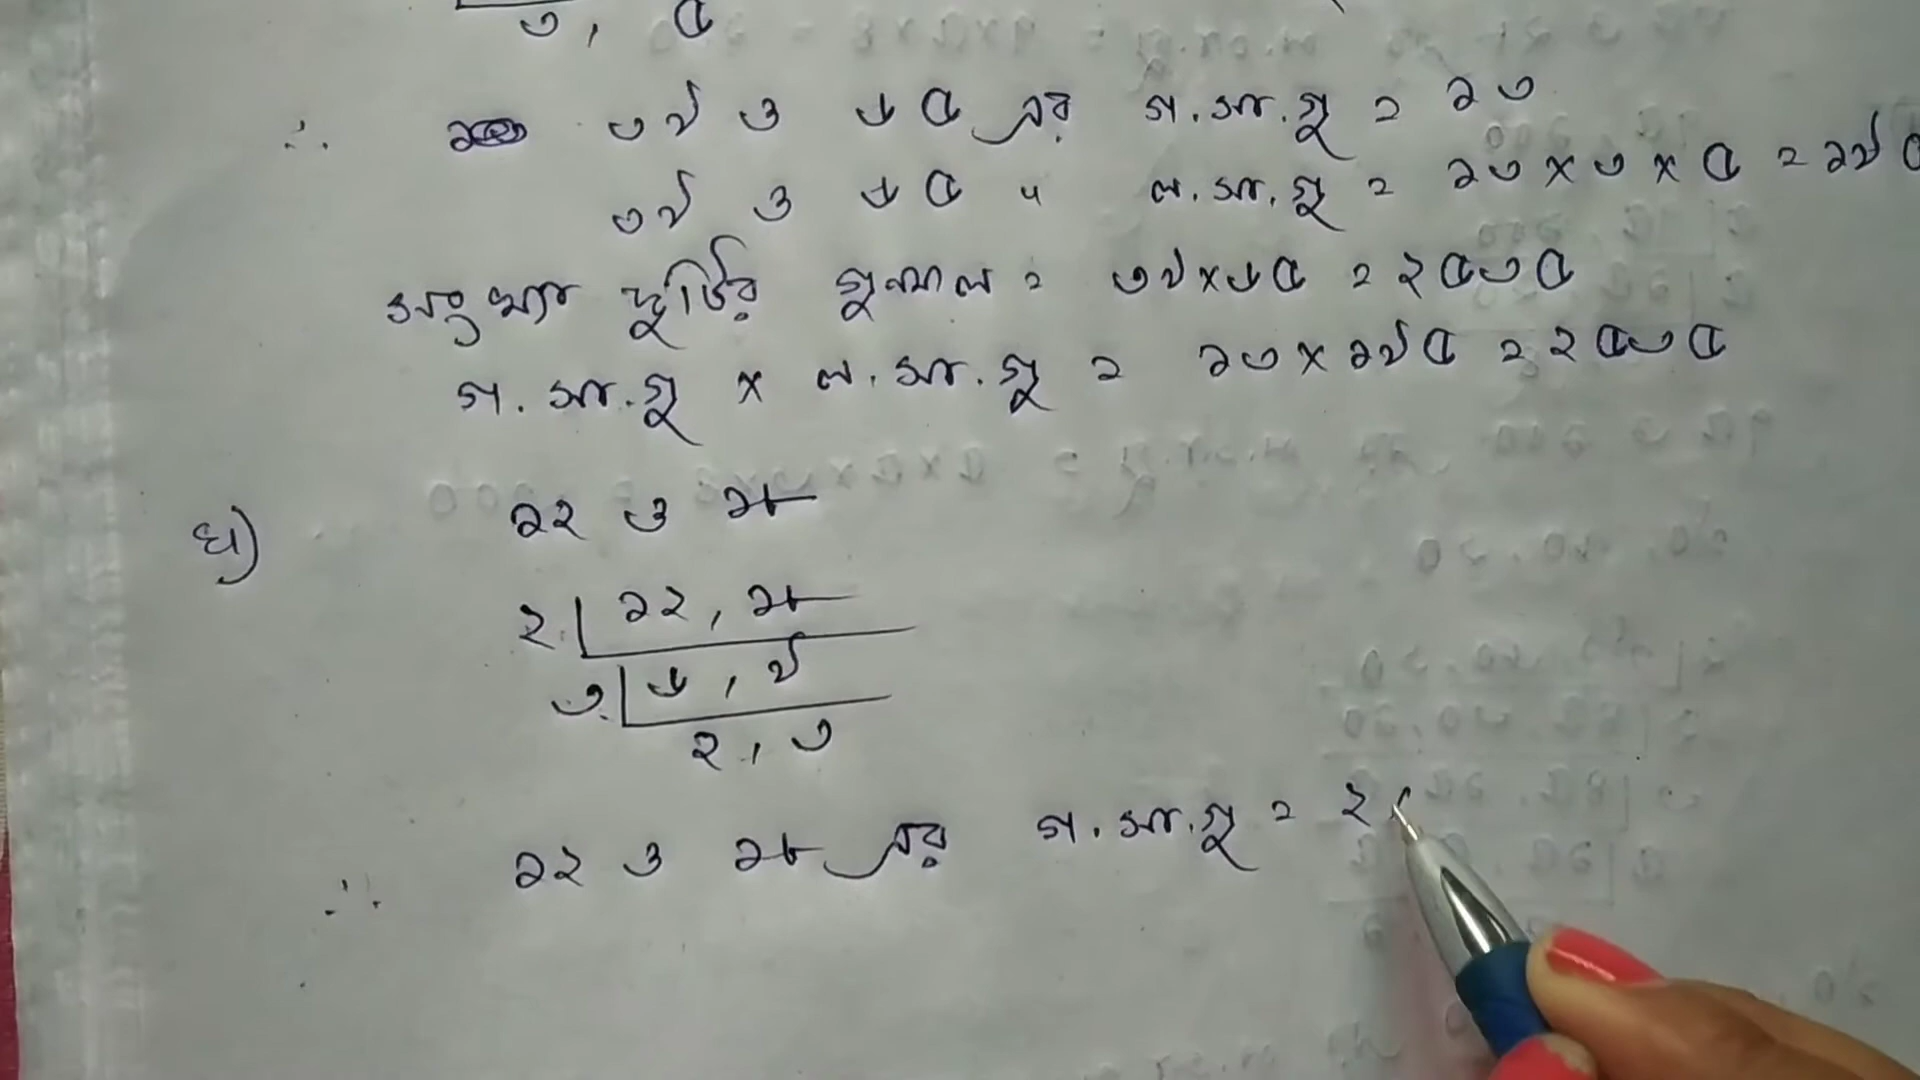 ৩, ৫
∴ ৩৯ ও ৬৫ এর গ.সা.গু = ১৩
৩৯ ও ৬৫ " ল.সা.গু = ১৩ × ৩ × ৫ = ১৯৫
সংখ্যা দুটির গুণফল = ৩৯×৬৫ = ২৫৩৫
গ.সা.গু × ল.সা.গু = ১৩×১৯৫ = ২৫৩৫
ঘ) ১২ ও ১৮
২ | ১২, ১৮
৩ | ৬, ৯
২, ৩
∴ ১২ ও ১৮ এর গ.সা.গু = ২